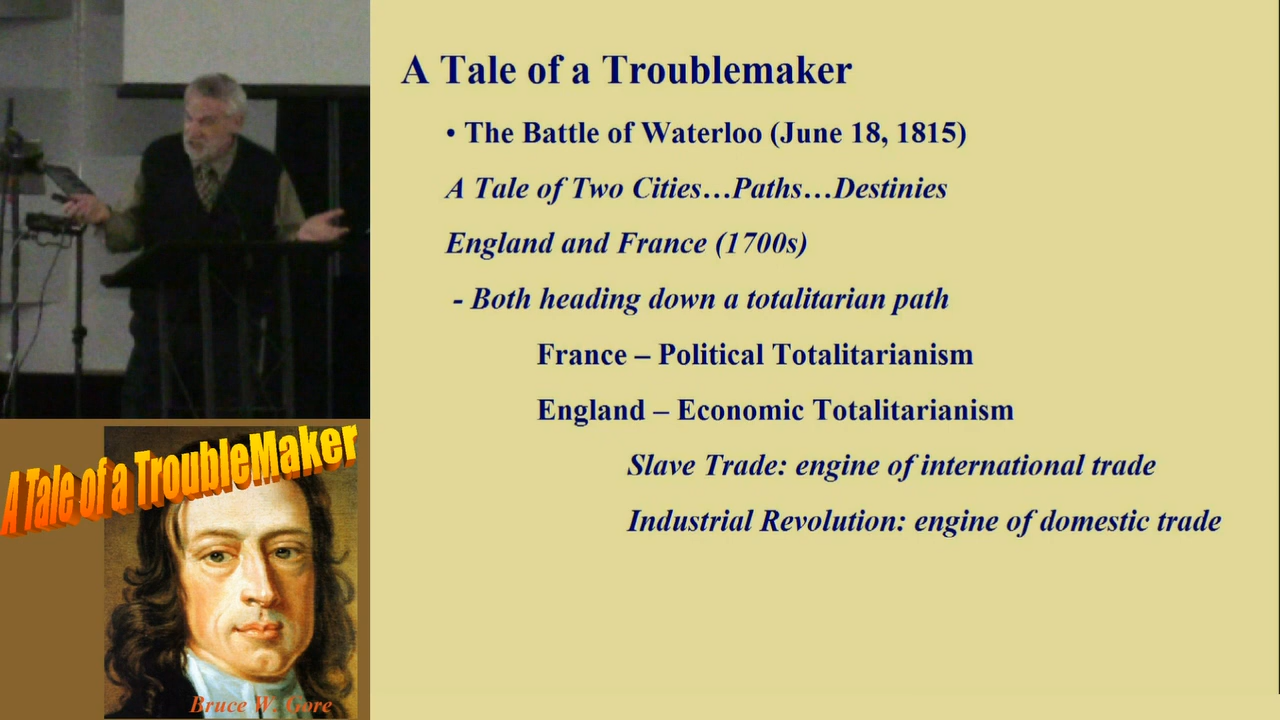 A Tale of a Troublemaker
• The Battle of Waterloo (June 18, 1815)
A Tale of Two Cities…Paths…Destinies
England and France (1700s)
- Both heading down a totalitarian path
France – Political Totalitarianism
England – Economic Totalitarianism
Slave Trade: engine of international trade
Industrial Revolution: engine of domestic trade
A Tale of a TroubleMaker
Bruce W. Gore